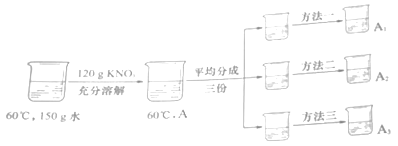 方法一
A₁
120 g KNO₃
充分溶解
平均分成
三份
方法二
A₂
60℃，150 g 水
60℃．A
方法三
A₃